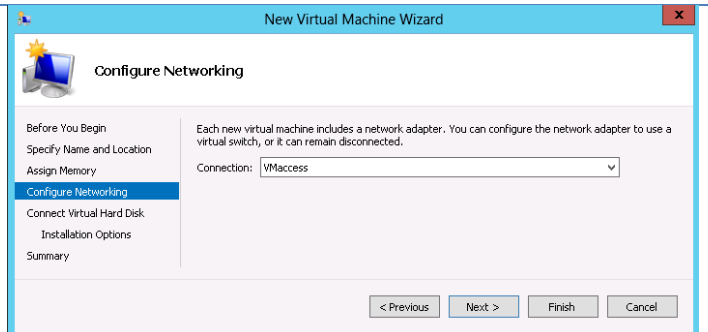 New Virtual Machine Wizard
x
Configure Networking
Before You Begin
Specify Name and Location
Assign Memory
Configure Networking
Connect Virtual Hard Disk
Installation Options
Summary
Each new virtual machine includes a network adapter. You can configure the network adapter to use a
virtual switch, or it can remain disconnected.
Connection: VMaccess
< Previous Next > Finish Cancel